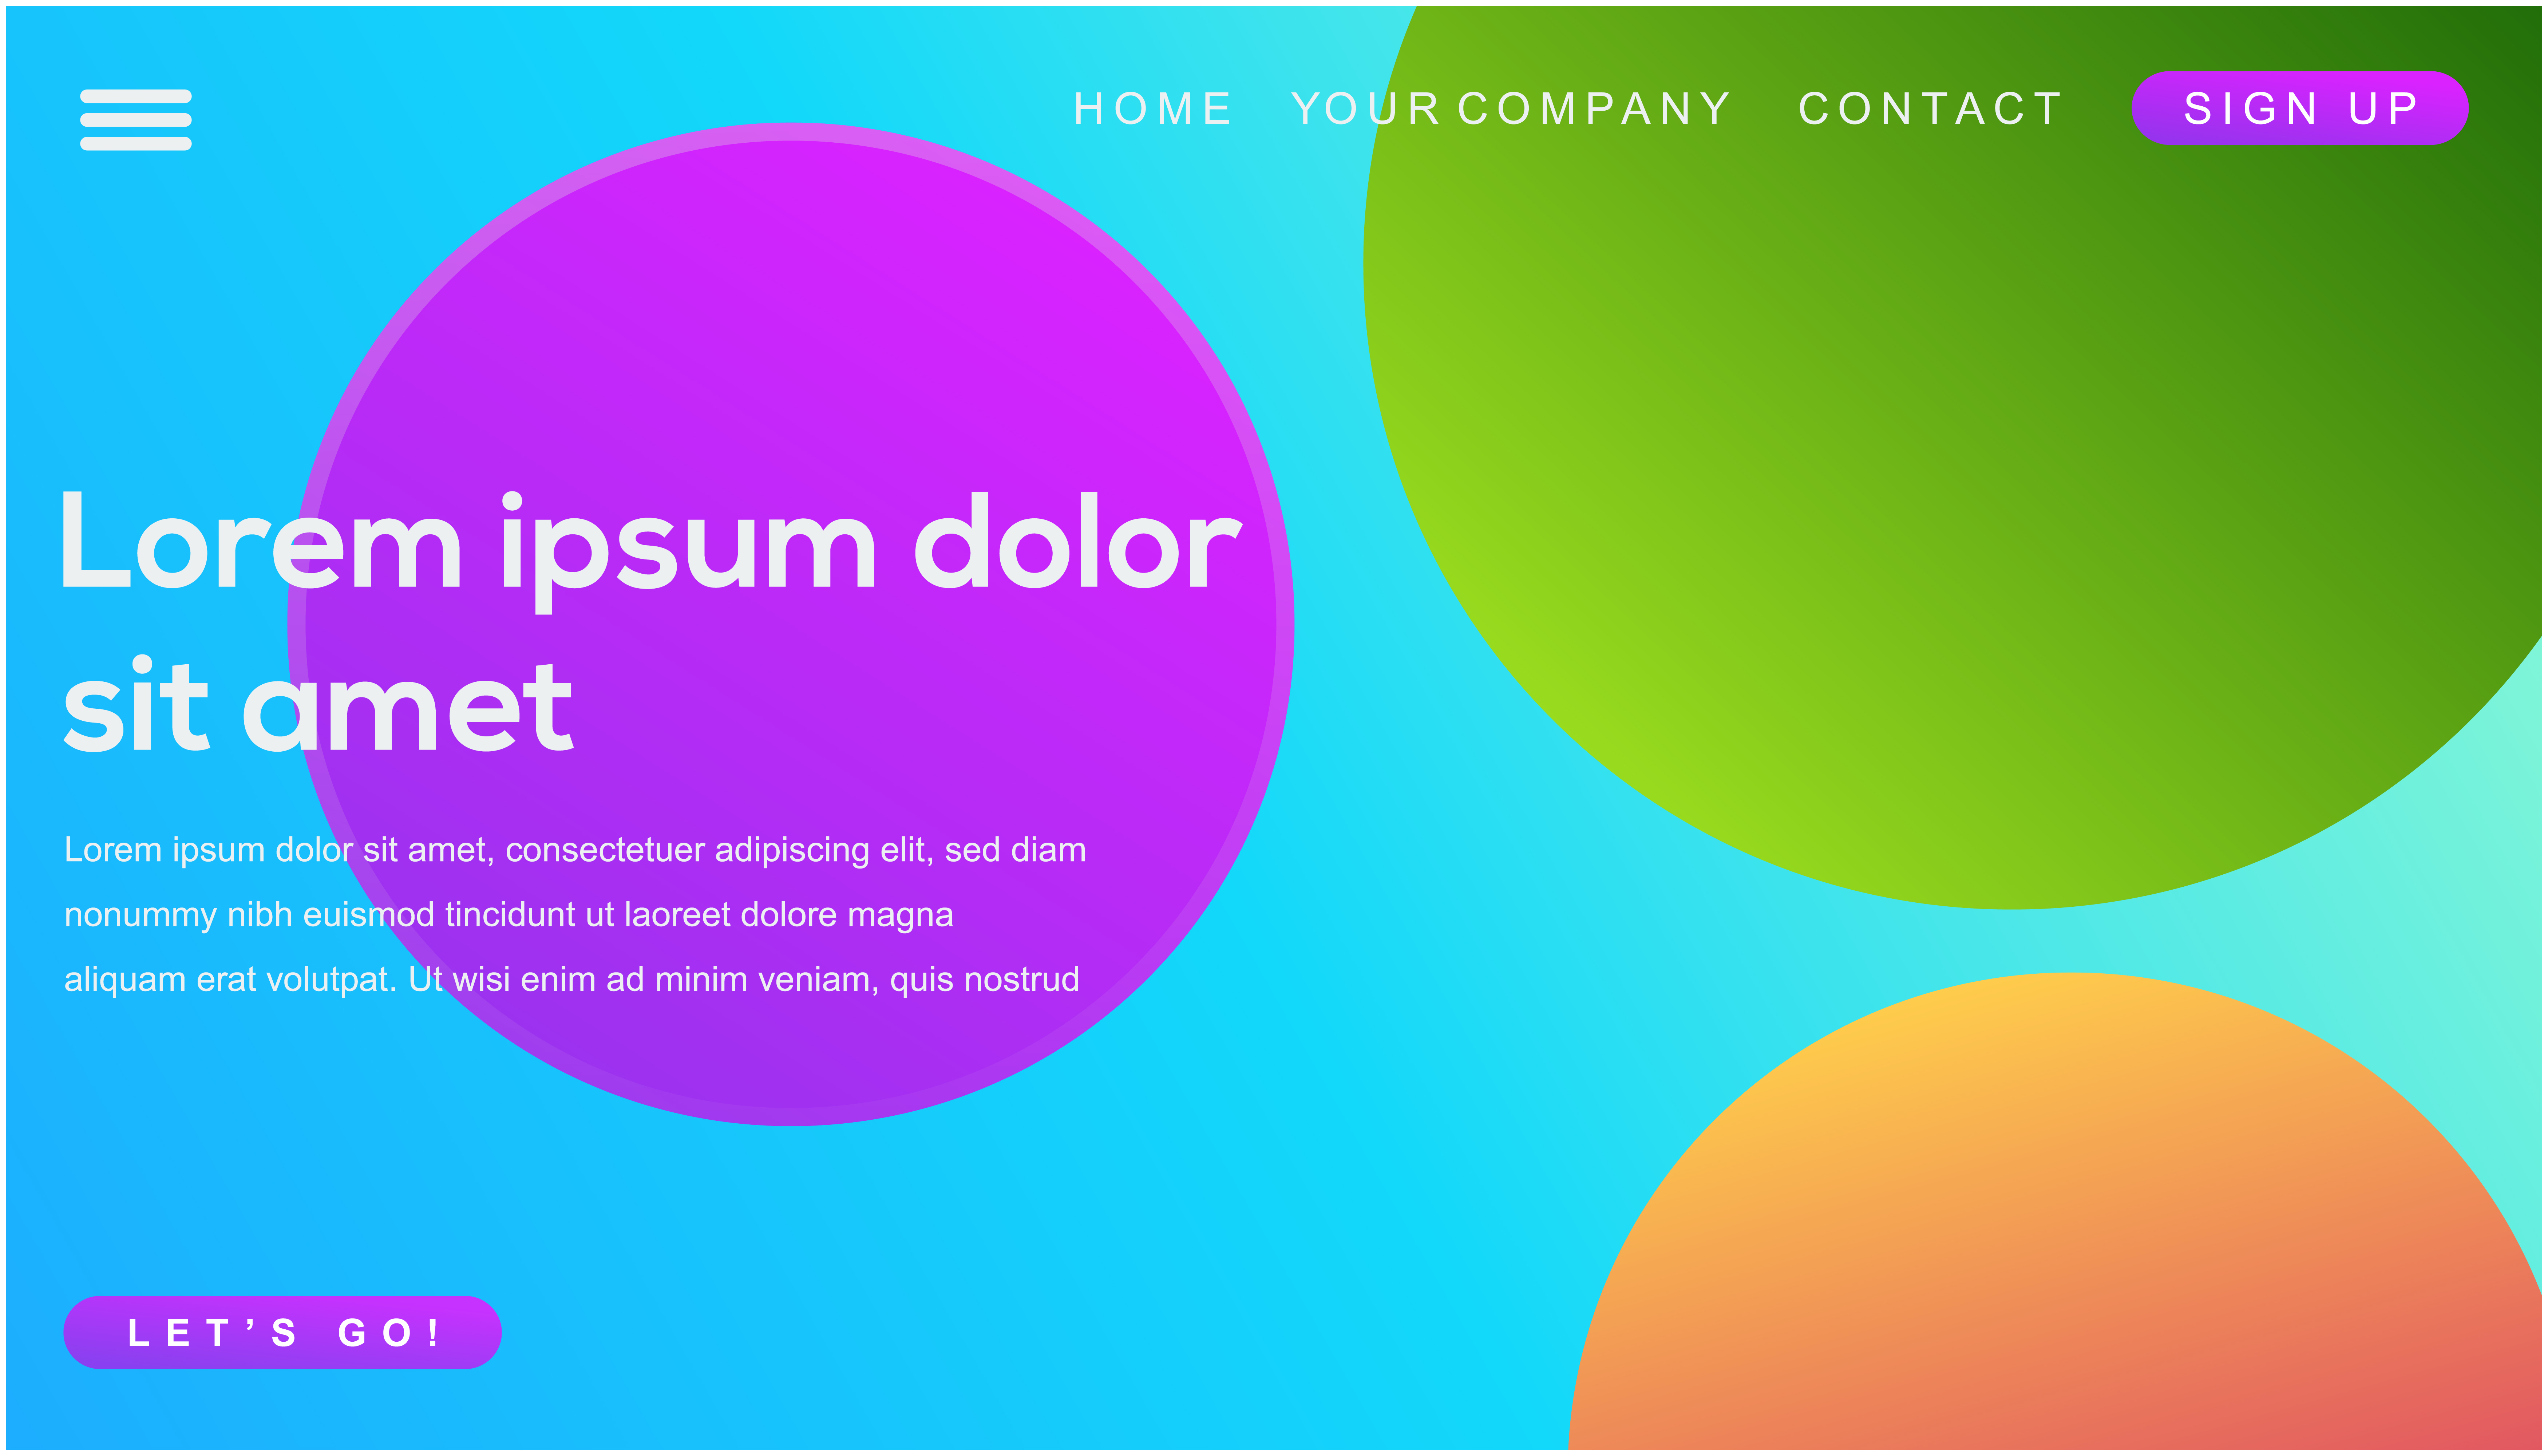 HOME YOUR COMPANY CONTACT SIGN UP
Lorem ipsum dolor
sit amet
Lorem ipsum dolor sit amet, consectetuer adipiscing elit, sed diam
nonummy nibh euismod tincidunt ut laoreet dolore magna
aliquam erat volutpat. Ut wisi enim ad minim veniam, quis nostrud
LET’S GO!